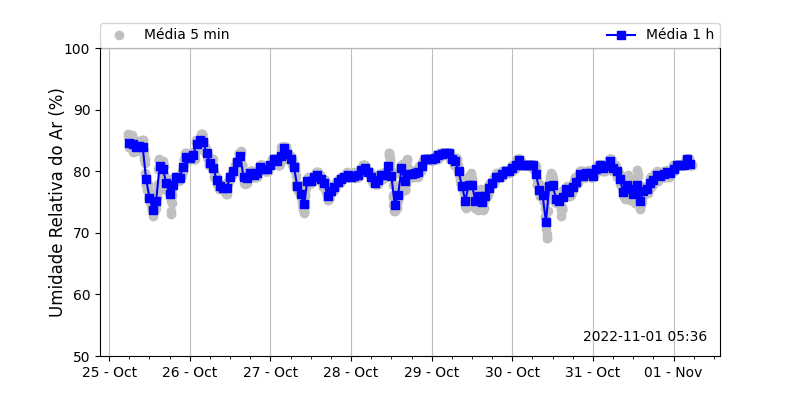 Média 5 min
Média 1 h
Umidade Relativa do Ar (%)
100
90
80
70
60
50
2022-11-01 05:36
25 - Oct
26 - Oct
27 - Oct
28 - Oct
29 - Oct
30 - Oct
31 - Oct
01 - Nov